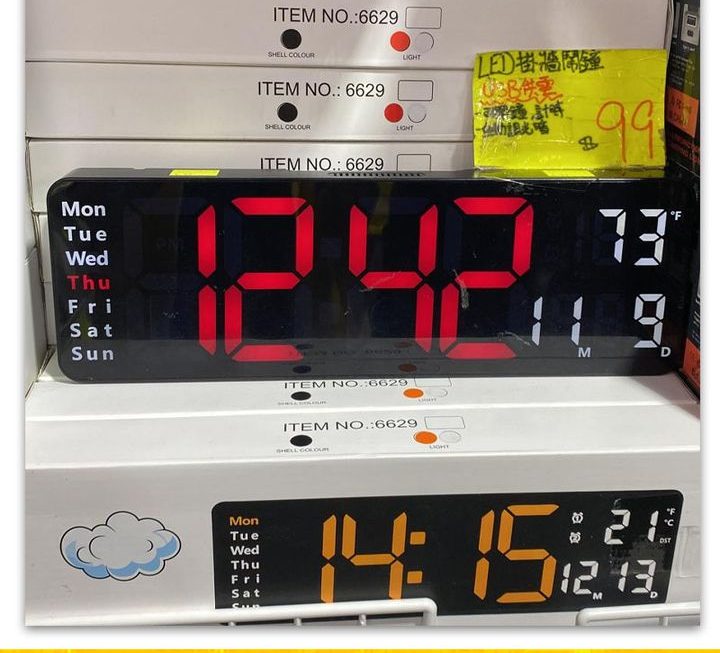 ITEM NO.:6629
SHELL COLOUR LIGHT
ITEM NO.: 6629
SHELL COLOUR LIGHT
LED掛牆鬧鐘
USB供電
$99
ITEM NO.: 6629
Mon
Tue
Wed
Thu
Fri
Sat
Sun
12 42
73 °F
11 M 9 D
ITEM NO.:6629
SHELL COLOUR LIGHT
ITEM NO.:6629
SHELL COLOUR LIGHT
Mon
Tue
Wed
Thu
Fri
Sat
Sun
14:15
21 °F °C
DST
12 M 13 D